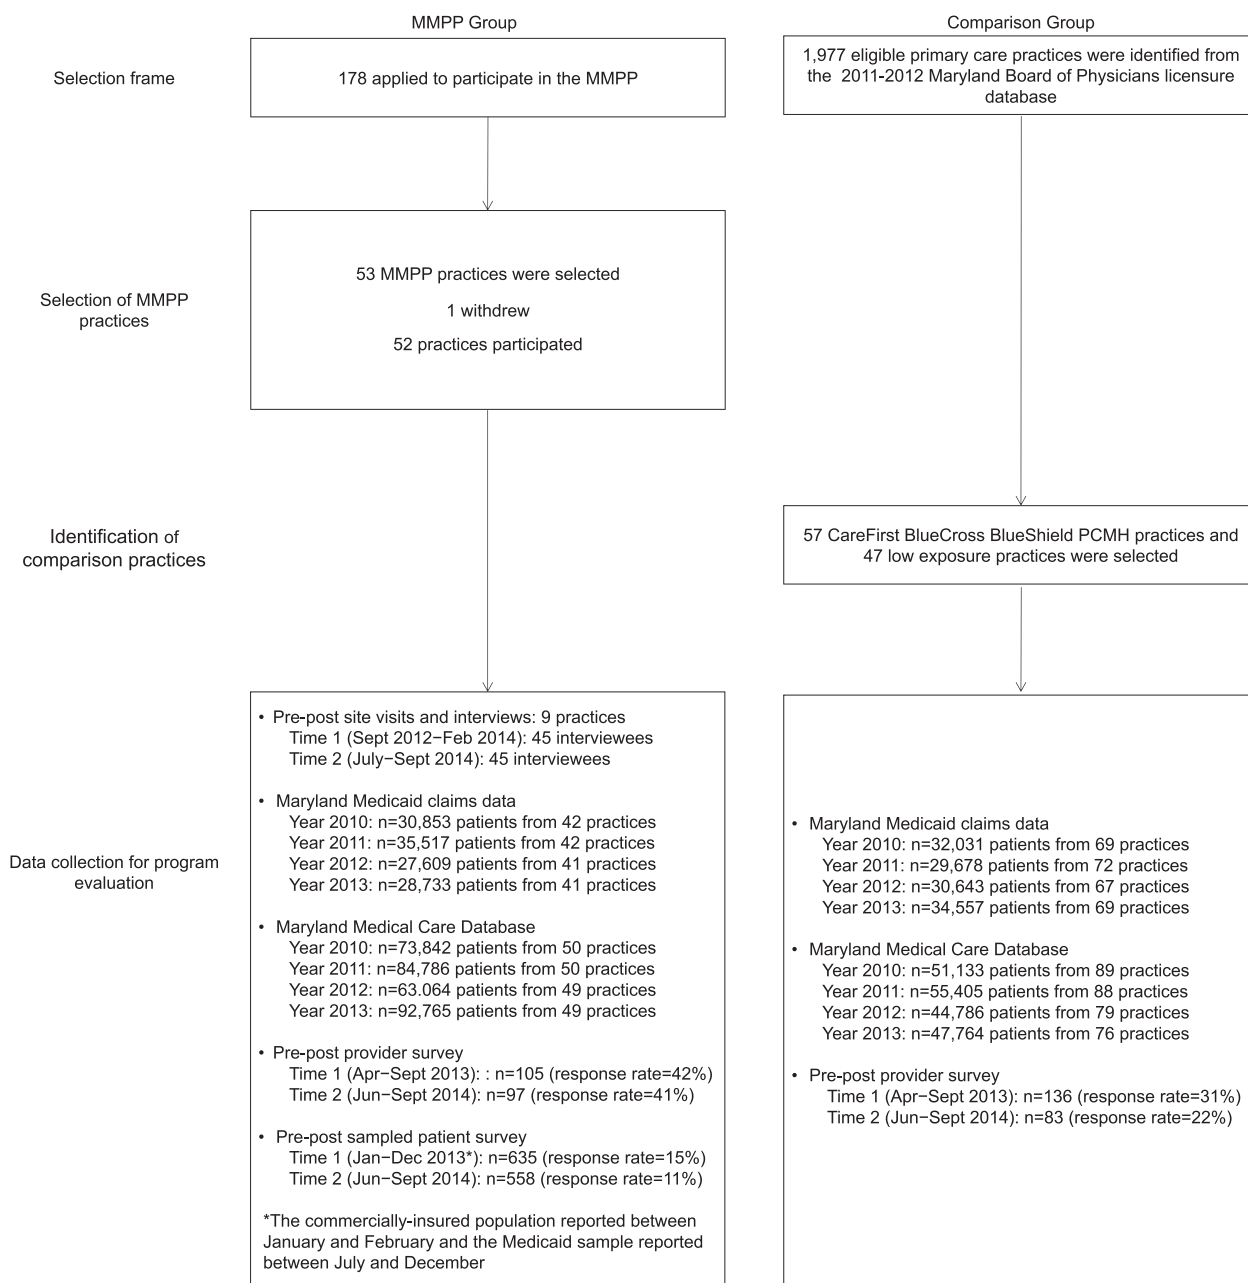 MMPP Group
Comparison Group
Selection frame
178 applied to participate in the MMPP
1,977 eligible primary care practices were identified from
the 2011-2012 Maryland Board of Physicians licensure
database
Selection of MMPP
practices
53 MMPP practices were selected
1 withdrew
52 practices participated
Identification of
comparison practices
57 CareFirst BlueCross BlueShield PCMH practices and
47 low exposure practices were selected
Data collection for program
evaluation
• Pre-post site visits and interviews: 9 practices
Time 1 (Sept 2012−Feb 2014): 45 interviewees
Time 2 (July−Sept 2014): 45 interviewees
• Maryland Medicaid claims data
Year 2010: n=30,853 patients from 42 practices
Year 2011: n=35,517 patients from 42 practices
Year 2012: n=27,609 patients from 41 practices
Year 2013: n=28,733 patients from 41 practices
• Maryland Medical Care Database
Year 2010: n=73,842 patients from 50 practices
Year 2011: n=84,786 patients from 50 practices
Year 2012: n=63.064 patients from 49 practices
Year 2013: n=92,765 patients from 49 practices
• Pre-post provider survey
Time 1 (Apr−Sept 2013): : n=105 (response rate=42%)
Time 2 (Jun−Sept 2014): n=97 (response rate=41%)
• Pre-post sampled patient survey
Time 1 (Jan−Dec 2013*): n=635 (response rate=15%)
Time 2 (Jun−Sept 2014): n=558 (response rate=11%)
*The commercially-insured population reported between
January and February and the Medicaid sample reported
between July and December
• Maryland Medicaid claims data
Year 2010: n=32,031 patients from 69 practices
Year 2011: n=29,678 patients from 72 practices
Year 2012: n=30,643 patients from 67 practices
Year 2013: n=34,557 patients from 69 practices
• Maryland Medical Care Database
Year 2010: n=51,133 patients from 89 practices
Year 2011: n=55,405 patients from 88 practices
Year 2012: n=44,786 patients from 79 practices
Year 2013: n=47,764 patients from 76 practices
• Pre-post provider survey
Time 1 (Apr−Sept 2013): n=136 (response rate=31%)
Time 2 (Jun−Sept 2014): n=83 (response rate=22%)